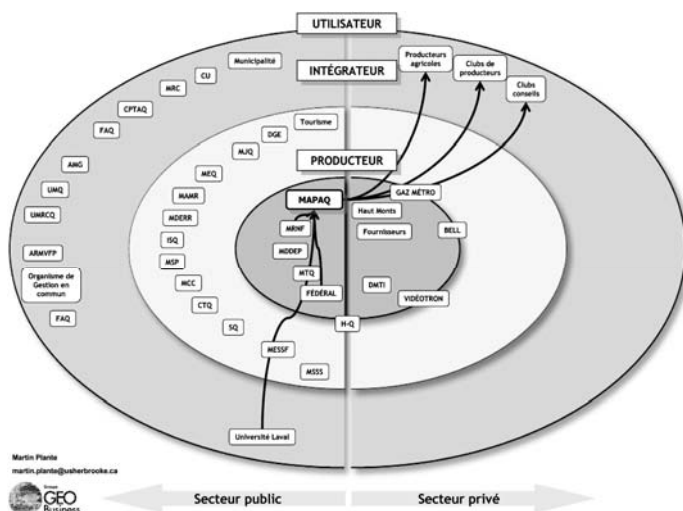 UTILISATEUR
Municipalité
INTÉGRATEUR
Producteurs
agricoles
Clubs de
producteurs
Clubs
conseils
CU
MRC
CPTAQ
FAQ
AMG
UMQ
UMRCQ
ARMVFP
Organisme de
Gestion en
commun
FAQ
Tourisme
DGE
MJQ
MEQ
MAMR
MDERR
ISQ
MSP
MCC
CTQ
SQ
MESSF
MSSS
Université Laval
PRODUCTEUR
MAPAQ
GAZ MÉTRO
Haut Monts
MRNF
Fournisseurs
BELL
MDDEP
MTQ
FÉDÉRAL
DMTI
VIDÉOTRON
H-Q
Martin Plante
martin.plante@usherbrooke.ca
Groupe
GÉO
Business
Secteur public
Secteur privé